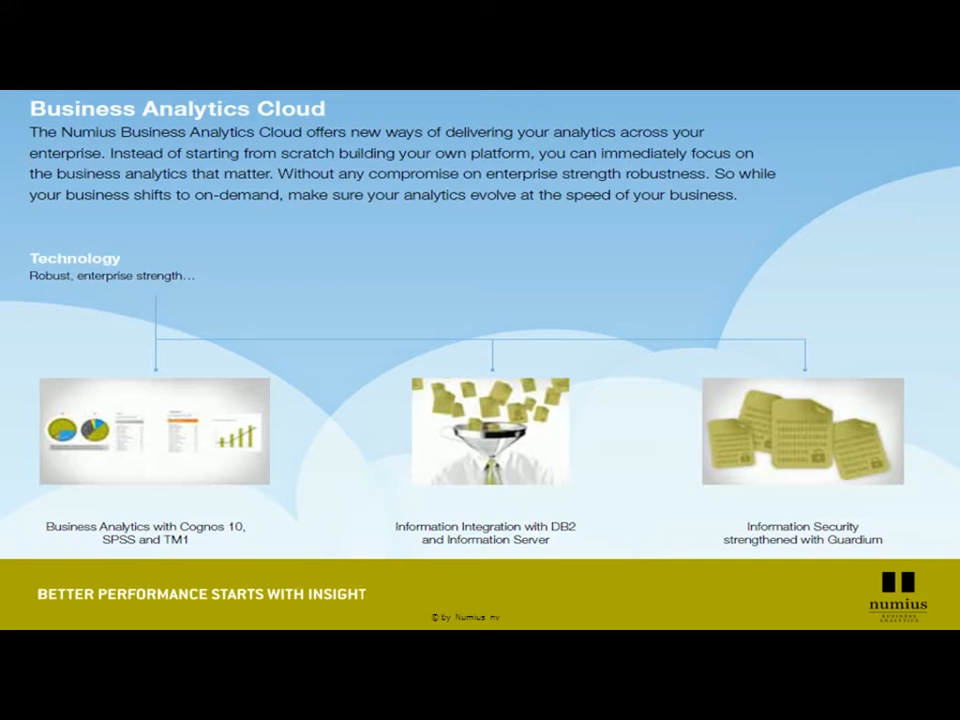 Business Analytics Cloud
The Numius Business Analytics Cloud offers new ways of delivering your analytics across your
enterprise. Instead of starting from scratch building your own platform, you can immediately focus on
the business analytics that matter. Without any compromise on enterprise strength robustness. So while
your business shifts to on-demand, make sure your analytics evolve at the speed of your business.
Technology
Robust, enterprise strength...
Business Analytics with Cognos 10,
SPSS and TM1
Information Integration with DB2
and Information Server
Information Security
strengthened with Guardium
BETTER PERFORMANCE STARTS WITH INSIGHT
© by Numius nv
numius
BUSINESS
ANALYTICS